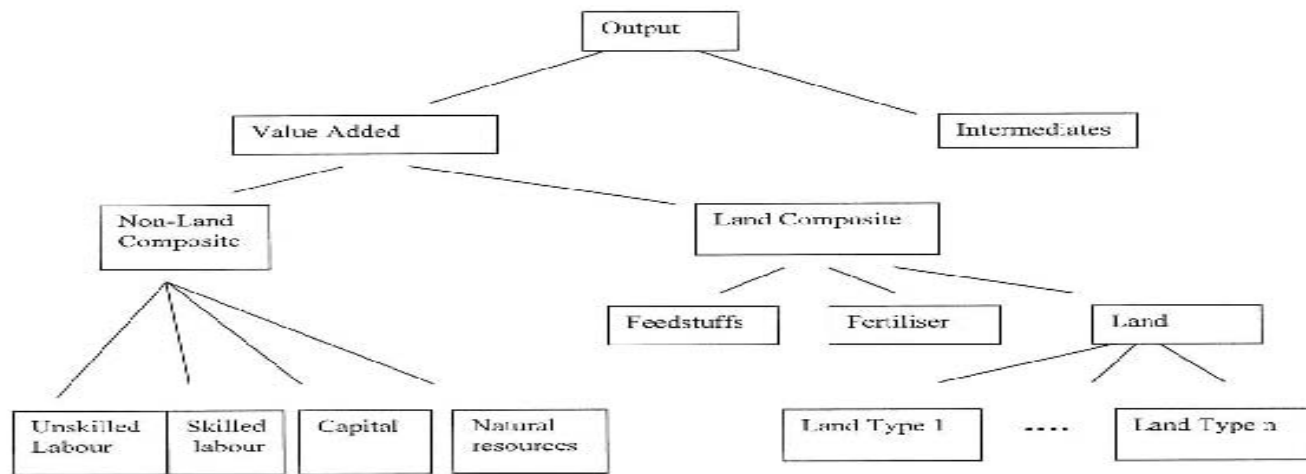 Output
Value Added
Intermediates
Non-Land
Composite
Land Composite
Feedstuffs
Fertiliser
Land
Unskilled
Labour
Skilled
labour
Capital
Natural
resources
Land Type 1
----
Land Type n